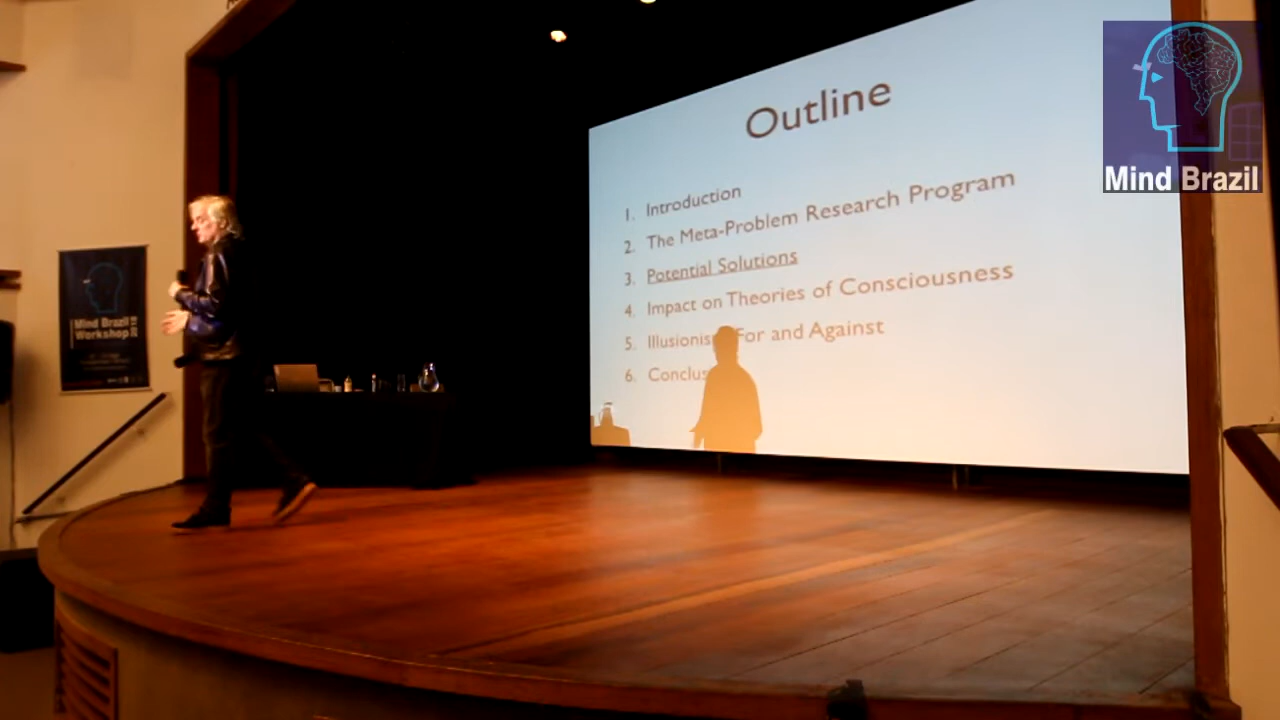 Outline
1. Introduction
2. The Meta-Problem Research Program
3. Potential Solutions
4. Impact on Theories of Consciousness
5. Illusionis For and Against
6. Conclus
Mind Brazil
Mind Brazil
Workshop